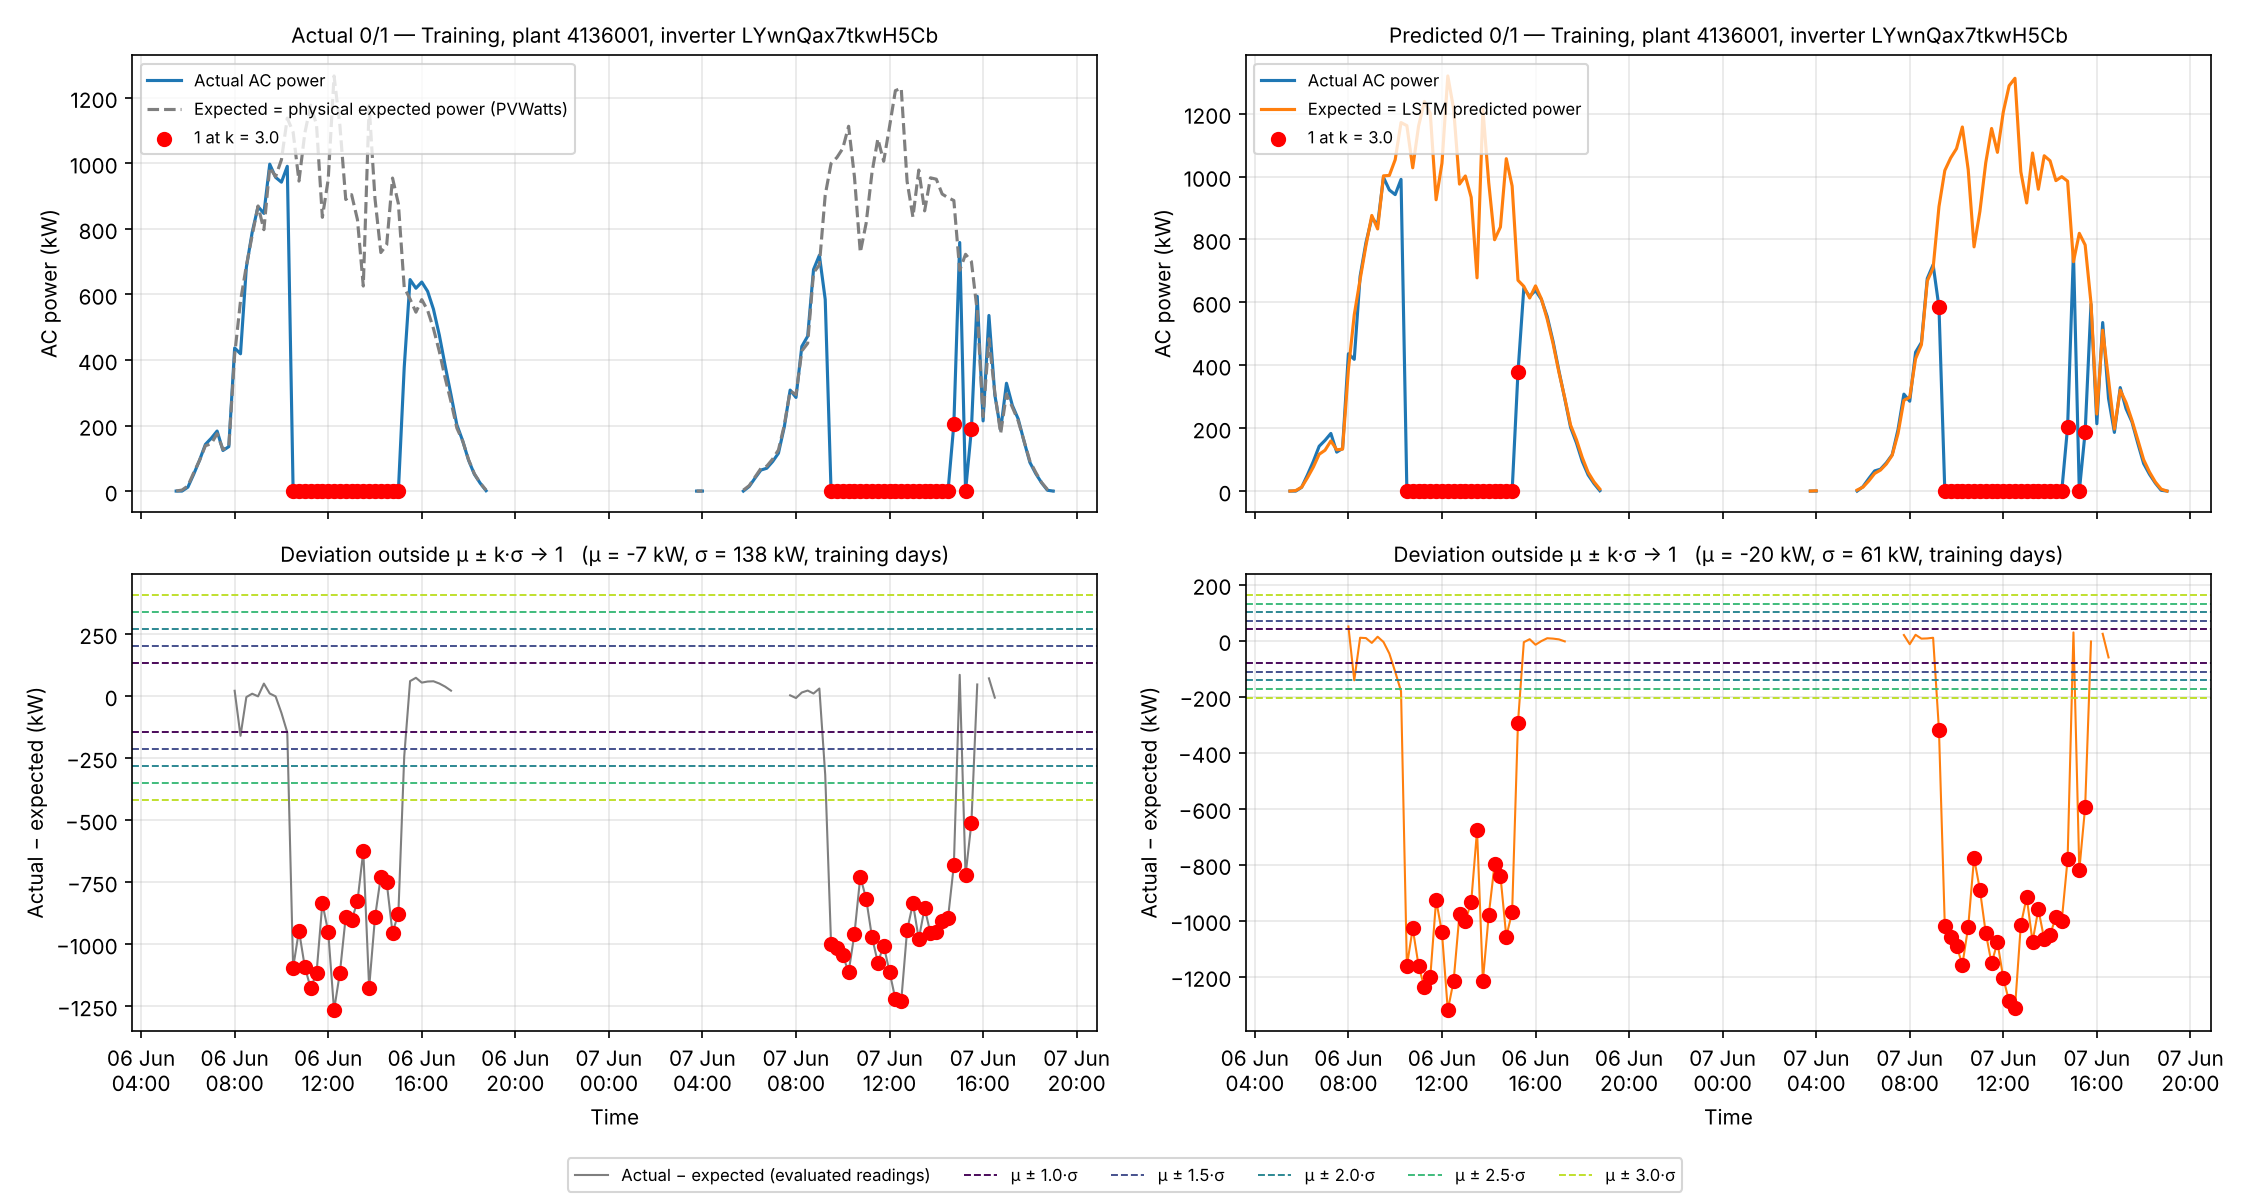 Actual 0/1 — Training, plant 4136001, inverter LYwnQax7tkwH5Cb
Actual AC power
Expected = physical expected power (PVWatts)
1 at k = 3.0
AC power (kW)
1200
1000
800
600
400
200
0
Predicted 0/1 — Training, plant 4136001, inverter LYwnQax7tkwH5Cb
Actual AC power
Expected = LSTM predicted power
1 at k = 3.0
AC power (kW)
1200
1000
800
600
400
200
0
Deviation outside μ ± k·σ → 1 (μ = -7 kW, σ = 138 kW, training days)
Actual − expected (kW)
250
0
−250
−500
−750
−1000
−1250
06 Jun 06 Jun 06 Jun 06 Jun 06 Jun 07 Jun 07 Jun 07 Jun 07 Jun 07 Jun 07 Jun
04:00 08:00 12:00 16:00 20:00 00:00 04:00 08:00 12:00 16:00 20:00
Time
Deviation outside μ ± k·σ → 1 (μ = -20 kW, σ = 61 kW, training days)
Actual − expected (kW)
200
0
−200
−400
−600
−800
−1000
−1200
06 Jun 06 Jun 06 Jun 06 Jun 06 Jun 07 Jun 07 Jun 07 Jun 07 Jun 07 Jun 07 Jun
04:00 08:00 12:00 16:00 20:00 00:00 04:00 08:00 12:00 16:00 20:00
Time
Actual − expected (evaluated readings) μ ± 1.0·σ μ ± 1.5·σ μ ± 2.0·σ μ ± 2.5·σ μ ± 3.0·σ